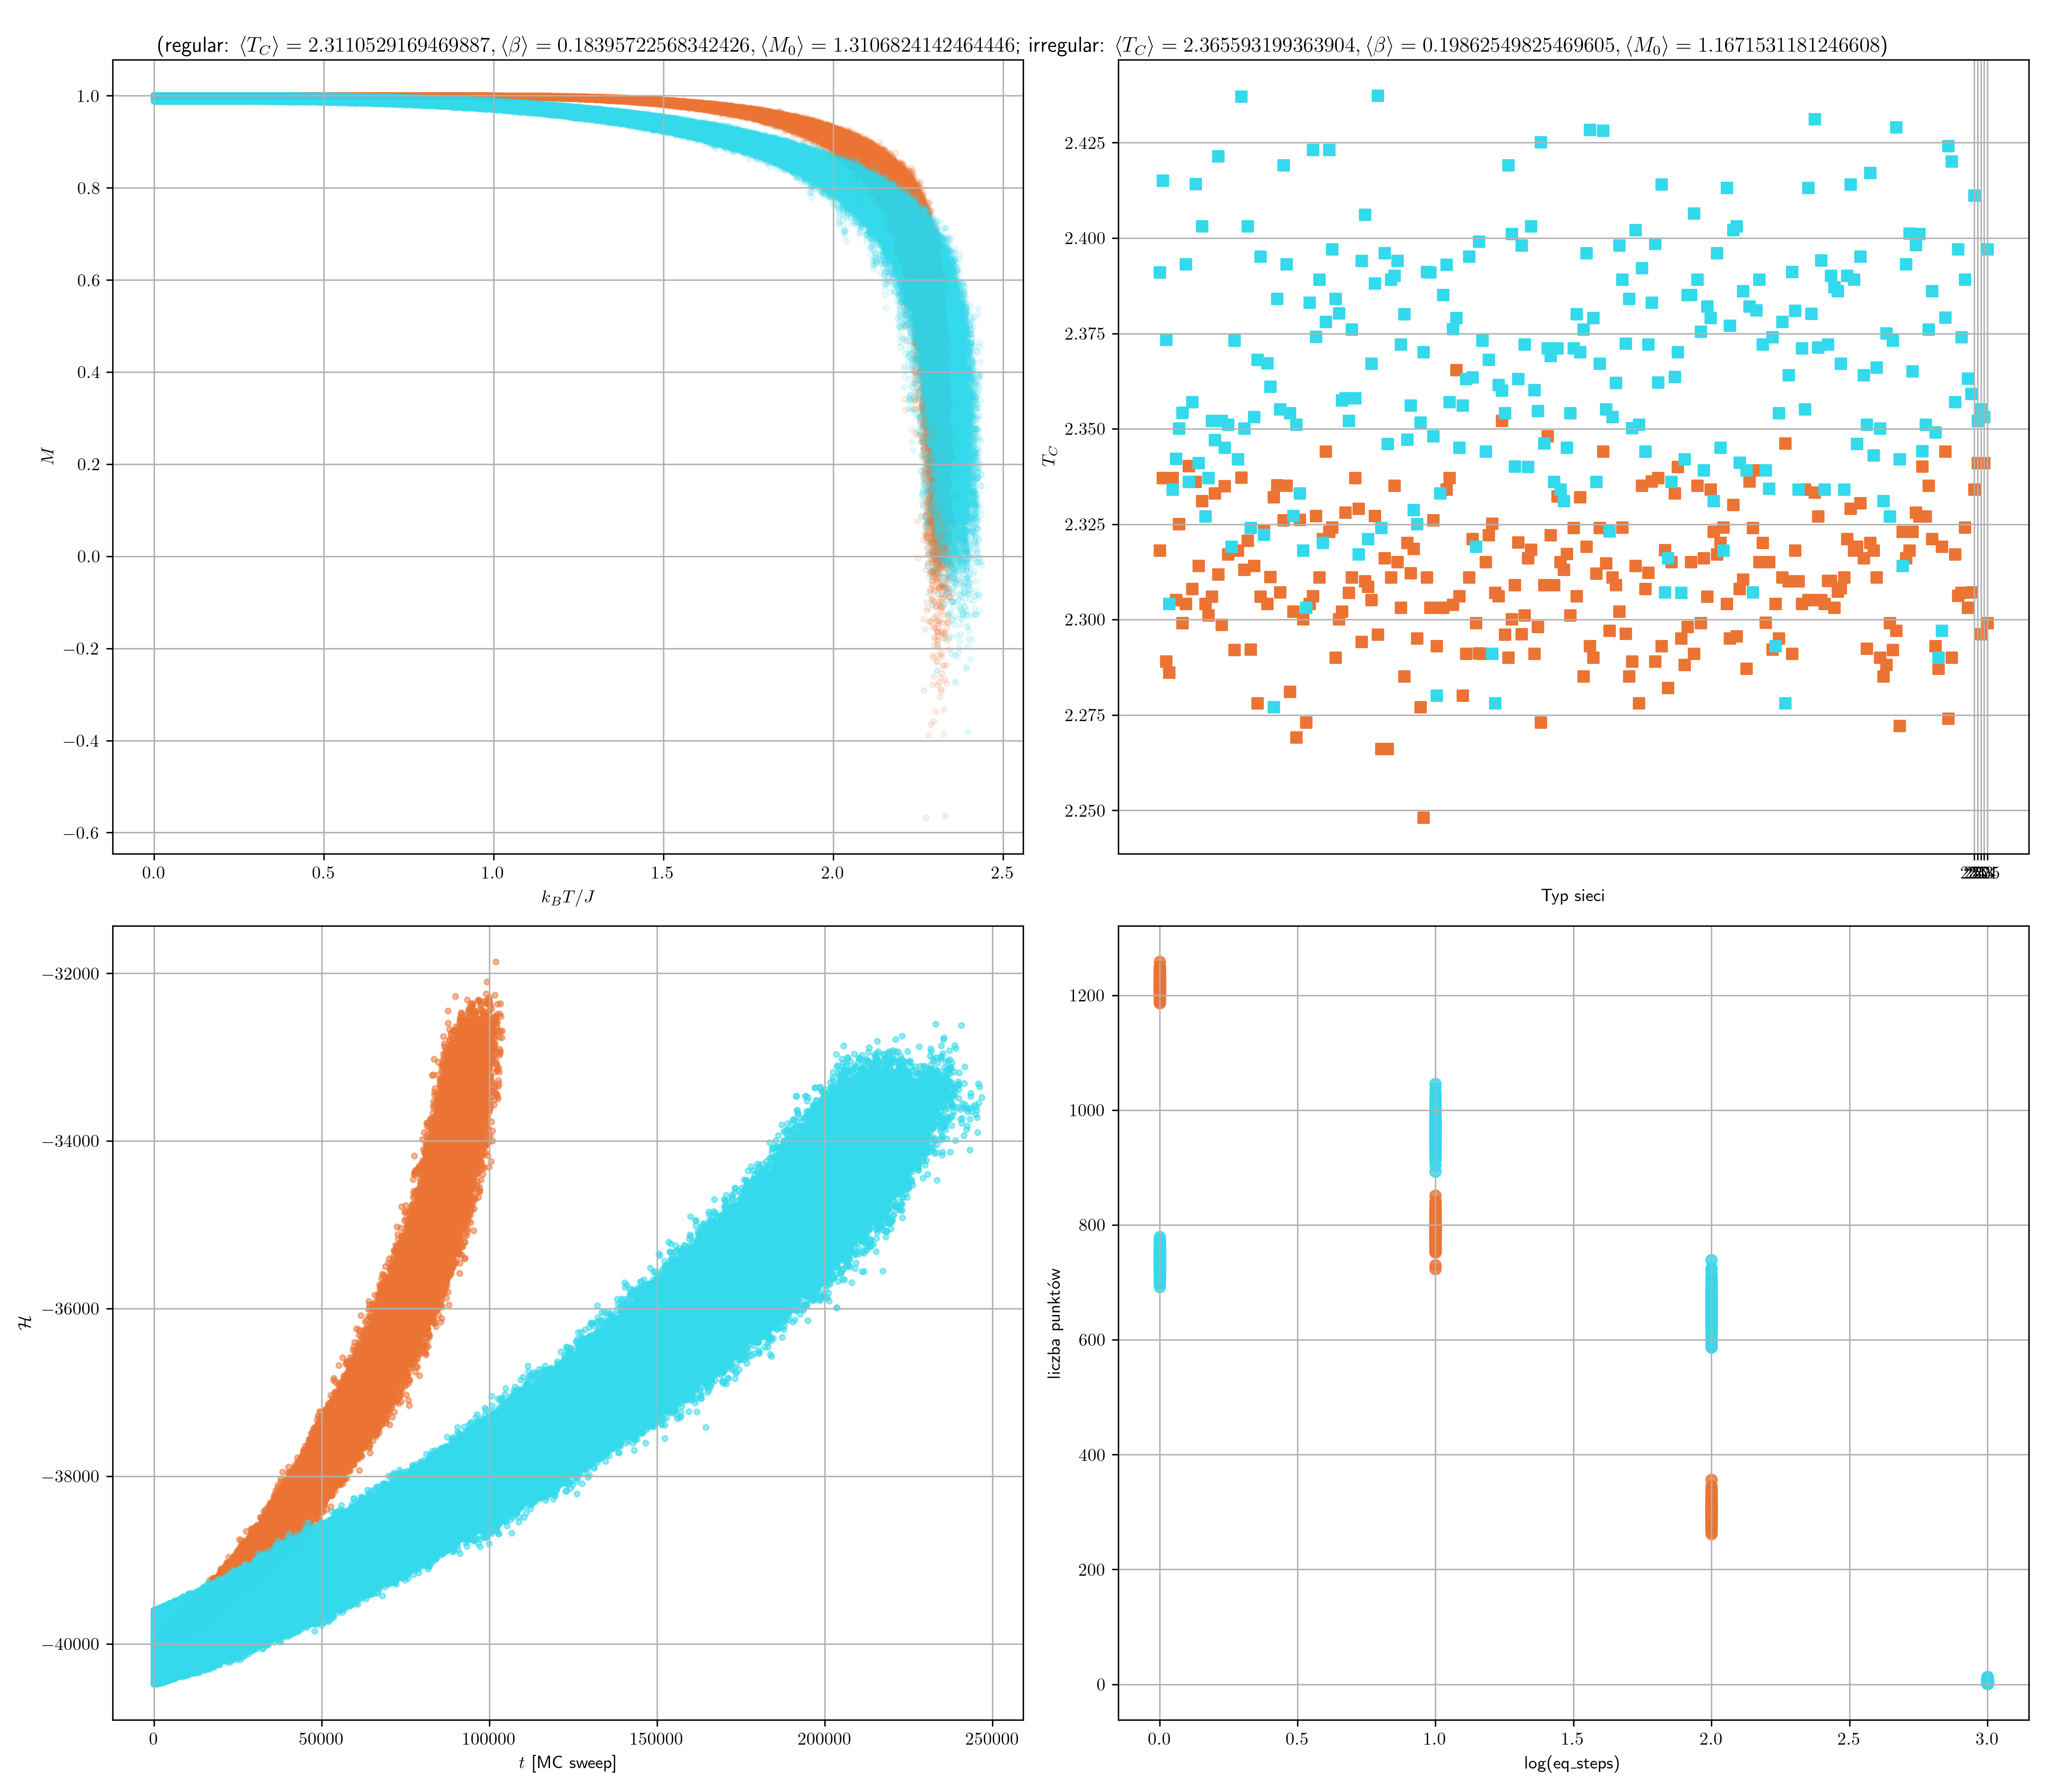 (regular: ⟨T_C⟩ = 2.3110529169469887, ⟨β⟩ = 0.18395722568342426, ⟨M_0⟩ = 1.3106824142464446; irregular: ⟨T_C⟩ = 2.365593199363904, ⟨β⟩ = 0.19862549825469605, ⟨M_0⟩ = 1.1671531181246608)
1.0
0.8
0.6
0.4
0.2
0.0
−0.2
−0.4
−0.6
M
0.0 0.5 1.0 1.5 2.0 2.5
k_BT/J
2.425
2.400
2.375
2.350
2.325
2.300
2.275
2.250
T_C
Typ sieci
−32000
−34000
−36000
−38000
−40000
ℋ
0 50000 100000 150000 200000 250000
t [MC sweep]
1200
1000
800
600
400
200
0
liczba punktów
0.0 0.5 1.0 1.5 2.0 2.5 3.0
log(eq_steps)